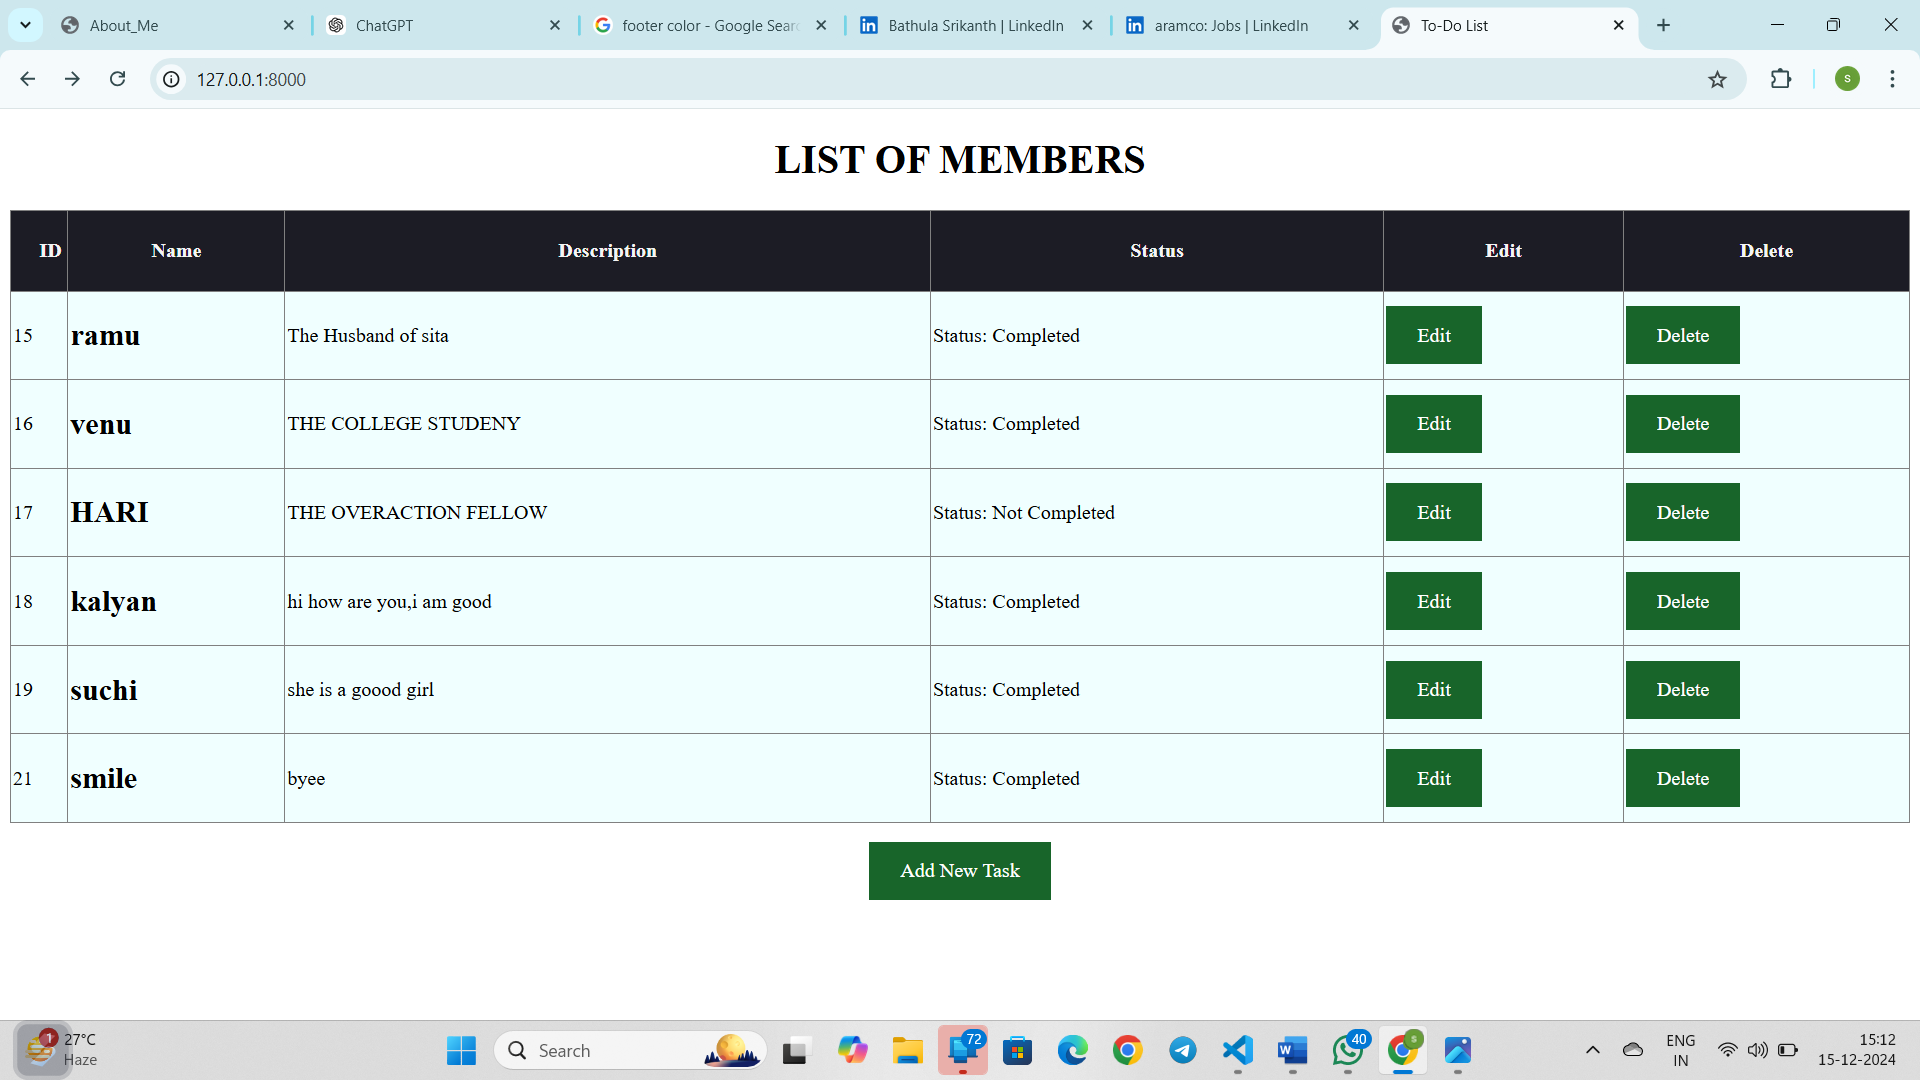 About_Me
ChatGPT
footer color - Google Sear
Bathula Srikanth | LinkedIn
aramco: Jobs | LinkedIn
To-Do List
127.0.0.1:8000
S
LIST OF MEMBERS
ID Name Description Status Edit Delete
15 ramu The Husband of sita Status: Completed Edit Delete
16 venu THE COLLEGE STUDENY Status: Completed Edit Delete
17 HARI THE OVERACTION FELLOW Status: Not Completed Edit Delete
18 kalyan hi how are you,i am good Status: Completed Edit Delete
19 suchi she is a goood girl Status: Completed Edit Delete
21 smile byee Status: Completed Edit Delete
Add New Task
1
27°C
Haze
Search
72
W
40
S
ENG
IN
15:12
15-12-2024